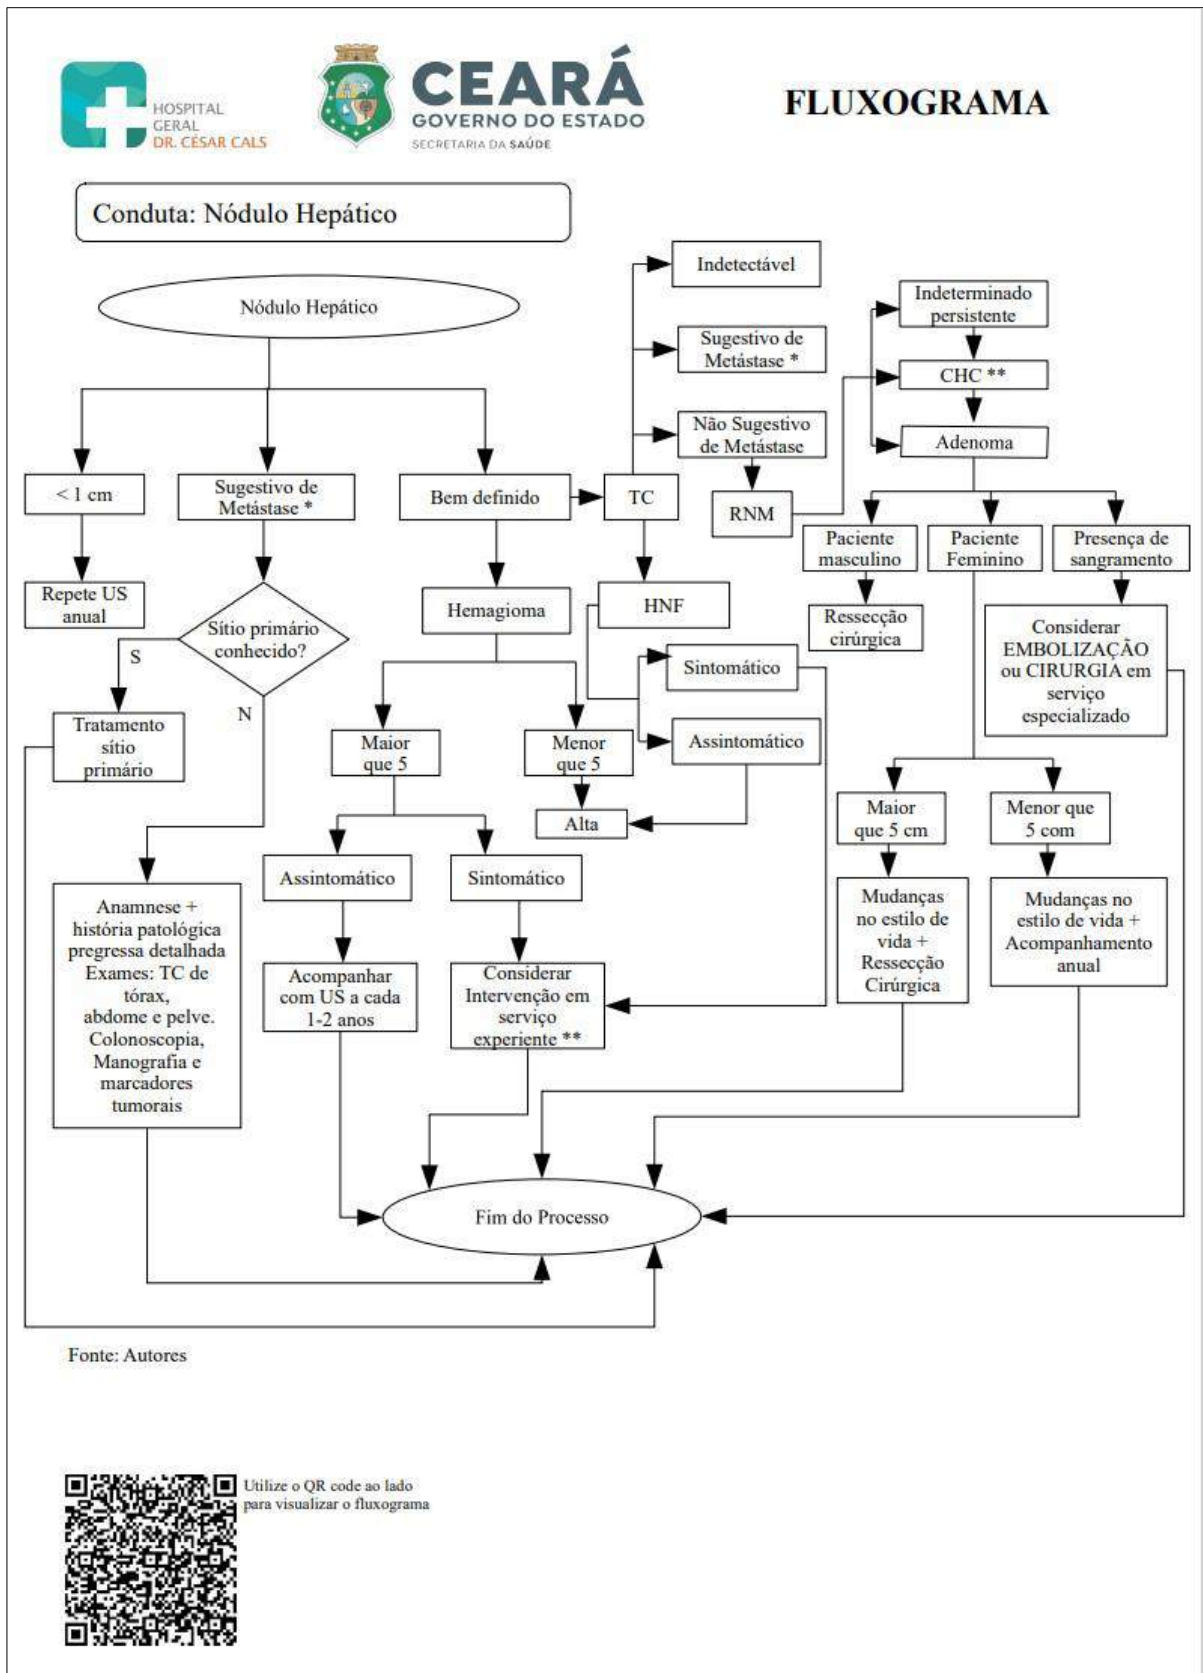 HOSPITAL
GERAL
DR. CÉSAR CALS
CEARÁ
GOVERNO DO ESTADO
SECRETARIA DA SAÚDE
FLUXOGRAMA
Conduta: Nódulo Hepático
Nódulo Hepático
< 1 cm
Repete US
anual
Sugestivo de
Metástase *
Sítio primário
conhecido?
S
N
Tratamento
sítio
primário
Anamnese +
história patológica
pregressa detalhada
Exames: TC de
tórax,
abdome e pelve.
Colonoscopia,
Manografia e
marcadores
tumorais
Bem definido
Hemagioma
Maior
que 5
Menor
que 5
Alta
Assintomático
Sintomático
Acompanhar
com US a cada
1-2 anos
Considerar
Intervenção em
serviço
experiente **
TC
Indetectável
Sugestivo de
Metástase *
Não Sugestivo
de Metástase
RNM
HNF
Sintomático
Assintomático
Indeterminado
persistente
CHC **
Adenoma
Paciente
masculino
Ressecção
cirúrgica
Paciente
Feminino
Presença de
sangramento
Considerar
EMBOLIZAÇÃO
ou CIRURGIA em
serviço
especializado
Maior
que 5 cm
Menor que
5 com
Mudanças
no estilo de
vida +
Ressecção
Cirúrgica
Mudanças no
estilo de vida +
Acompanhamento
anual
Fim do Processo
Fonte: Autores
Utilize o QR code ao lado
para visualizar o fluxograma